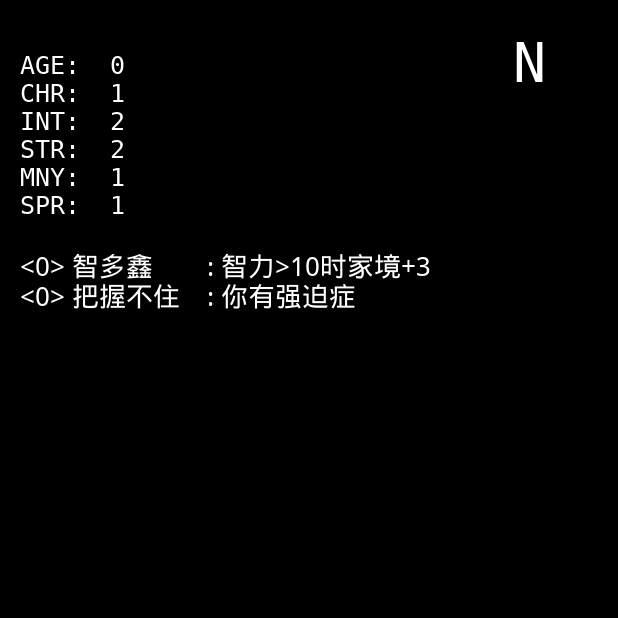 N
AGE: 0
CHR: 1
INT: 2
STR: 2
MNY: 1
SPR: 1
<0> 智多鑫 : 智力>10时家境+3
<0> 把握不住 : 你有强迫症